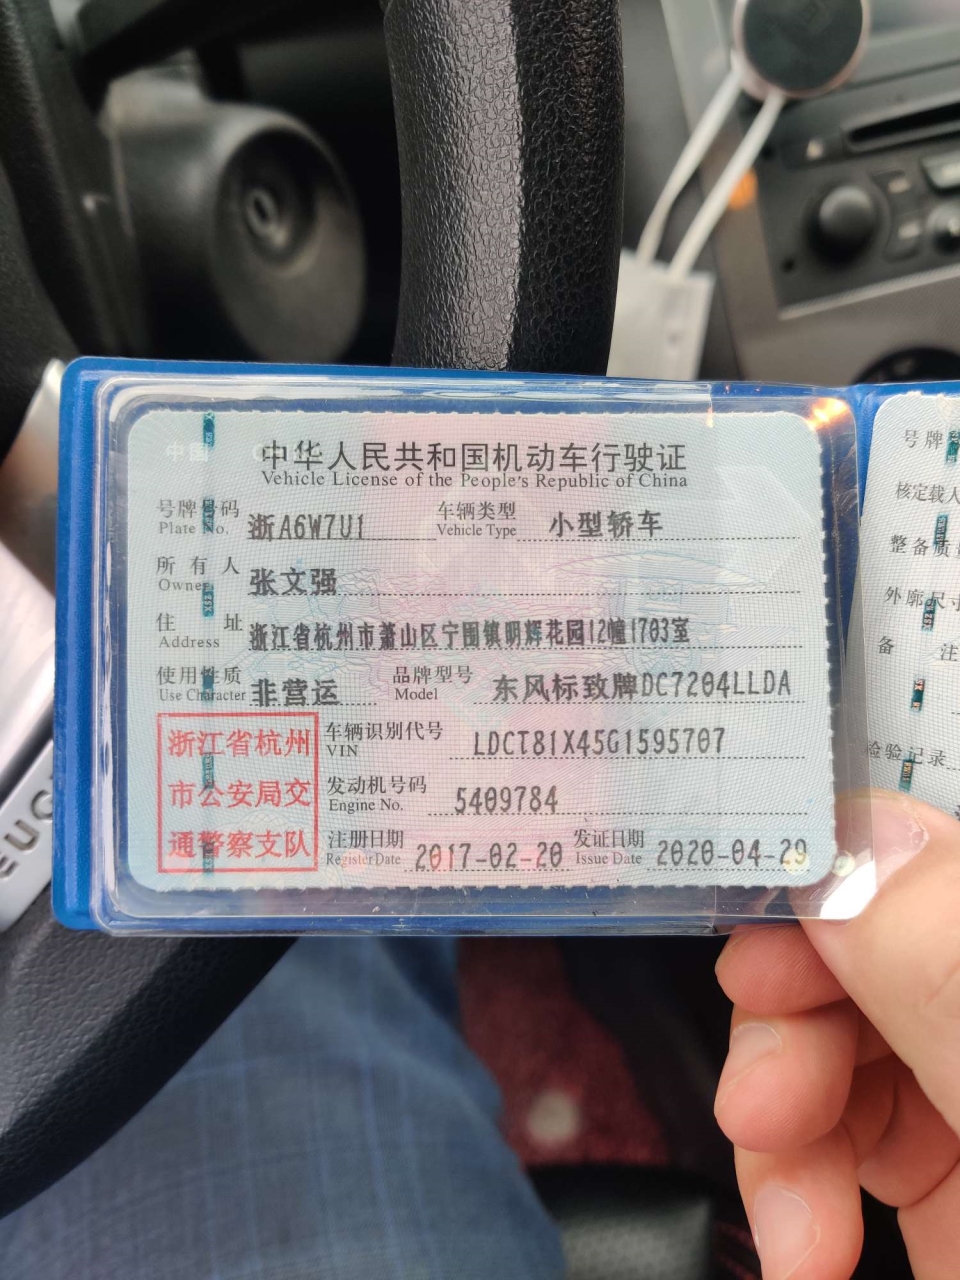 中华人民共和国机动车行驶证
Vehicle License of the People's Republic of China
号牌号码 浙A6W7U1 车辆类型 小型轿车
Plate No. Vehicle Type
所有人 张文强
Owner
住址 浙江省杭州市萧山区宁围镇明辉花园12幢1703室
Address
使用性质 非营运 品牌型号 东风标致牌DC7204LLDA
Use Character Model
浙江省杭州
市公安局交
通警察支队
车辆识别代号 LDCT81X45G1595707
VIN
发动机号码 5409784
Engine No.
注册日期 2017-02-20 发证日期 2020-04-29
Register Date Issue Date
号牌
核定载人
整备质
外廓尺寸
备 注
检验记录